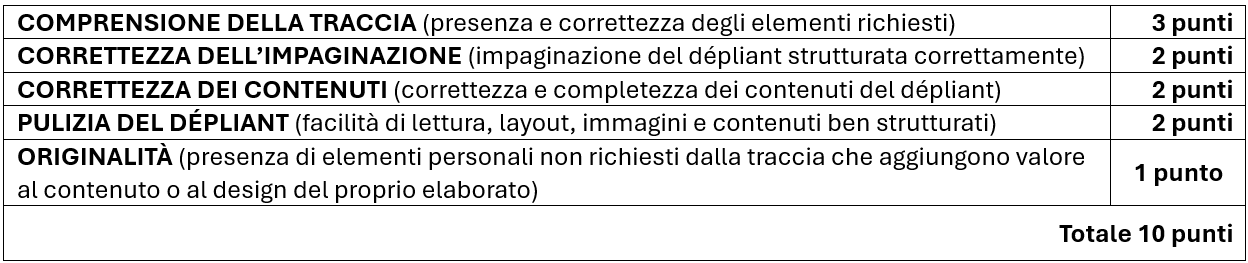 COMPRENSIONE DELLA TRACCIA (presenza e correttezza degli elementi richiesti) 3 punti
CORRETTEZZA DELL’IMPAGINAZIONE (impaginazione del dépliant strutturata correttamente) 2 punti
CORRETTEZZA DEI CONTENUTI (correttezza e completezza dei contenuti del dépliant) 2 punti
PULIZIA DEL DÉPLIANT (facilità di lettura, layout, immagini e contenuti ben strutturati) 2 punti
ORIGINALITÀ (presenza di elementi personali non richiesti dalla traccia che aggiungono valore
al contenuto o al design del proprio elaborato) 1 punto
Totale 10 punti